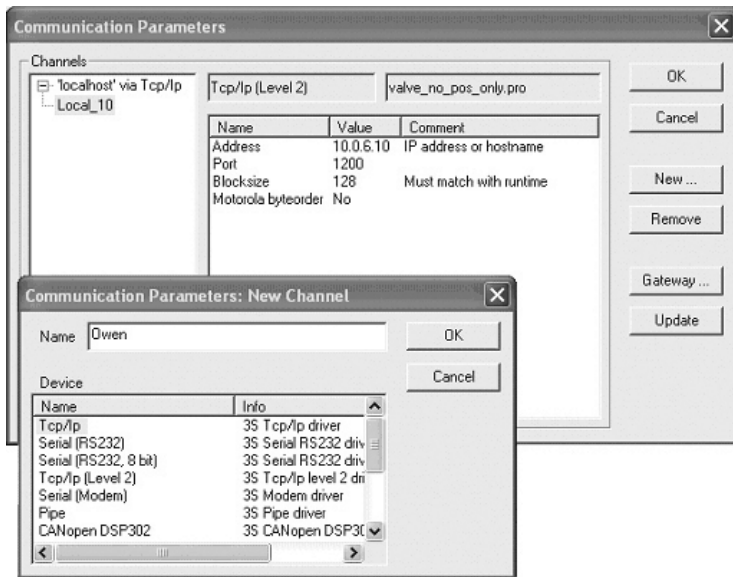 Communication Parameters
Channels
'localhost' via Tcp/Ip
Local_10
Tcp/Ip (Level 2)
valve_no_pos_only.pro
Name Value Comment
Address 10.0.6.10 IP address or hostname
Port 1200
Blocksize 128 Must match with runtime
Motorola byteorder No
OK
Cancel
New ...
Remove
Gateway ...
Update
Communication Parameters: New Channel
Name Owen
OK
Cancel
Device
Name Info
Tcp/Ip 3S Tcp/Ip driver
Serial (RS232) 3S Serial RS232 driv
Serial (RS232, 8 bit) 3S Serial RS232 driv
Tcp/Ip (Level 2) 3S Tcp/Ip level 2 dri
Serial (Modem) 3S Modem driver
Pipe 3S Pipe driver
CANopen DSP302 3S CANopen DSP3